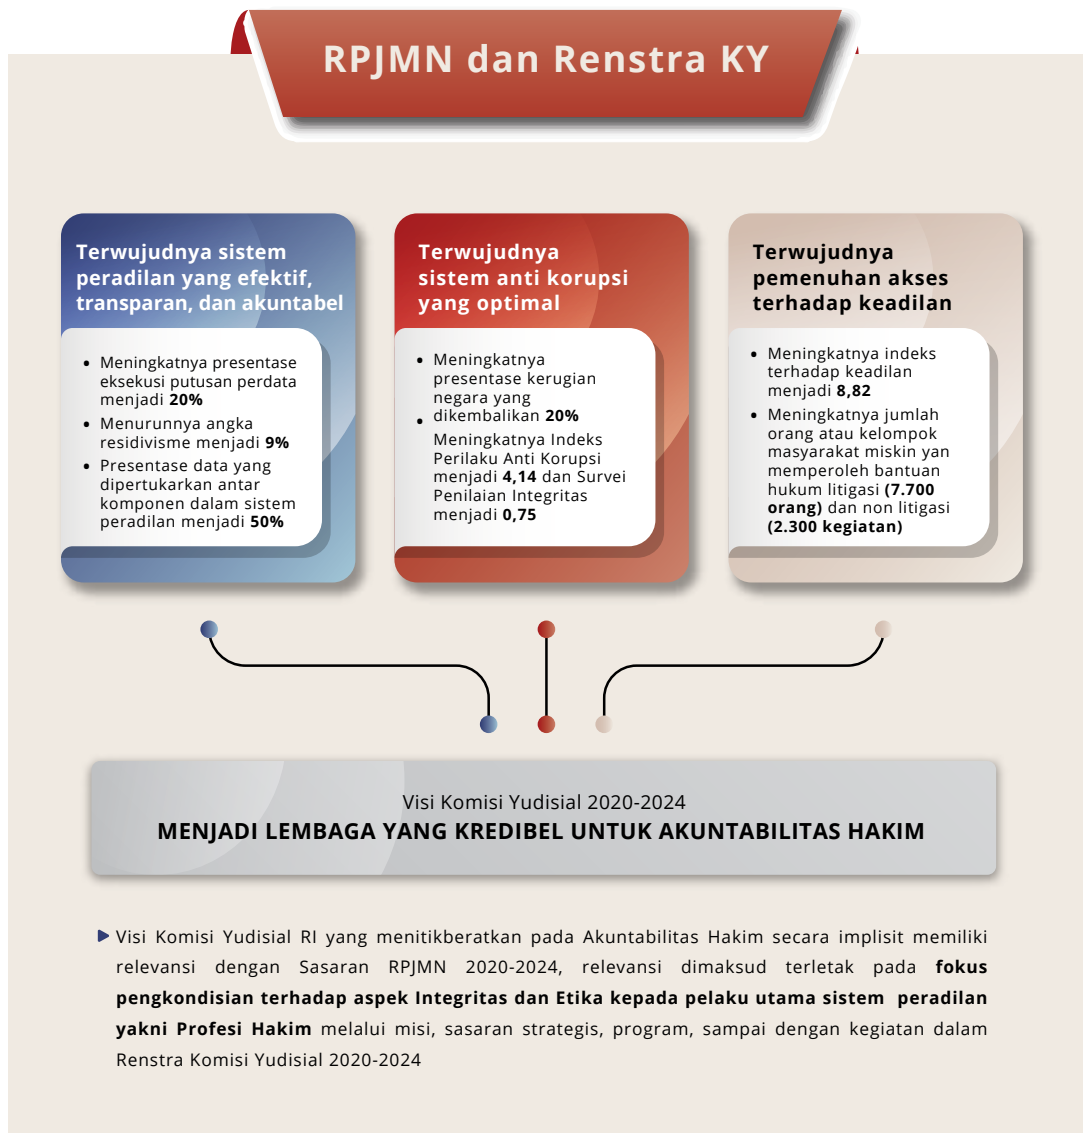 RPJMN dan Renstra KY
Terwujudnya sistem
peradilan yang efektif,
transparan, dan akuntabel
• Meningkatnya presentase
eksekusi putusan perdata
menjadi 20%
• Menurunnya angka
residivisme menjadi 9%
• Presentase data yang
dipertukarkan antar
komponen dalam sistem
peradilan menjadi 50%
Terwujudnya
sistem anti korupsi
yang optimal
• Meningkatnya
presentase kerugian
negara yang
dikembalikan 20%
• Meningkatnya Indeks
Perilaku Anti Korupsi
menjadi 4,14 dan Survei
Penilaian Integritas
menjadi 0,75
Terwujudnya
pemenuhan akses
terhadap keadilan
• Meningkatnya indeks
terhadap keadilan
menjadi 8,82
• Meningkatnya jumlah
orang atau kelompok
masyarakat miskin yan
memperoleh bantuan
hukum litigasi (7.700
orang) dan non litigasi
(2.300 kegiatan)
Visi Komisi Yudisial 2020-2024
MENJADI LEMBAGA YANG KREDIBEL UNTUK AKUNTABILITAS HAKIM
Visi Komisi Yudisial RI yang menitikberatkan pada Akuntabilitas Hakim secara implisit memiliki
relevansi dengan Sasaran RPJMN 2020-2024, relevansi dimaksud terletak pada fokus
pengkondisian terhadap aspek Integritas dan Etika kepada pelaku utama sistem peradilan
yakni Profesi Hakim melalui misi, sasaran strategis, program, sampai dengan kegiatan dalam
Renstra Komisi Yudisial 2020-2024